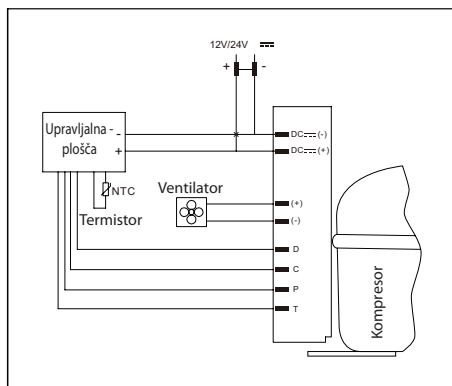 12V/24V
+ -
Upravljalna -
plošča +
DC (-)
DC (+)
NTC
Termistor
Ventilator
(+)
(-)
D
C
P
T
Kompresor